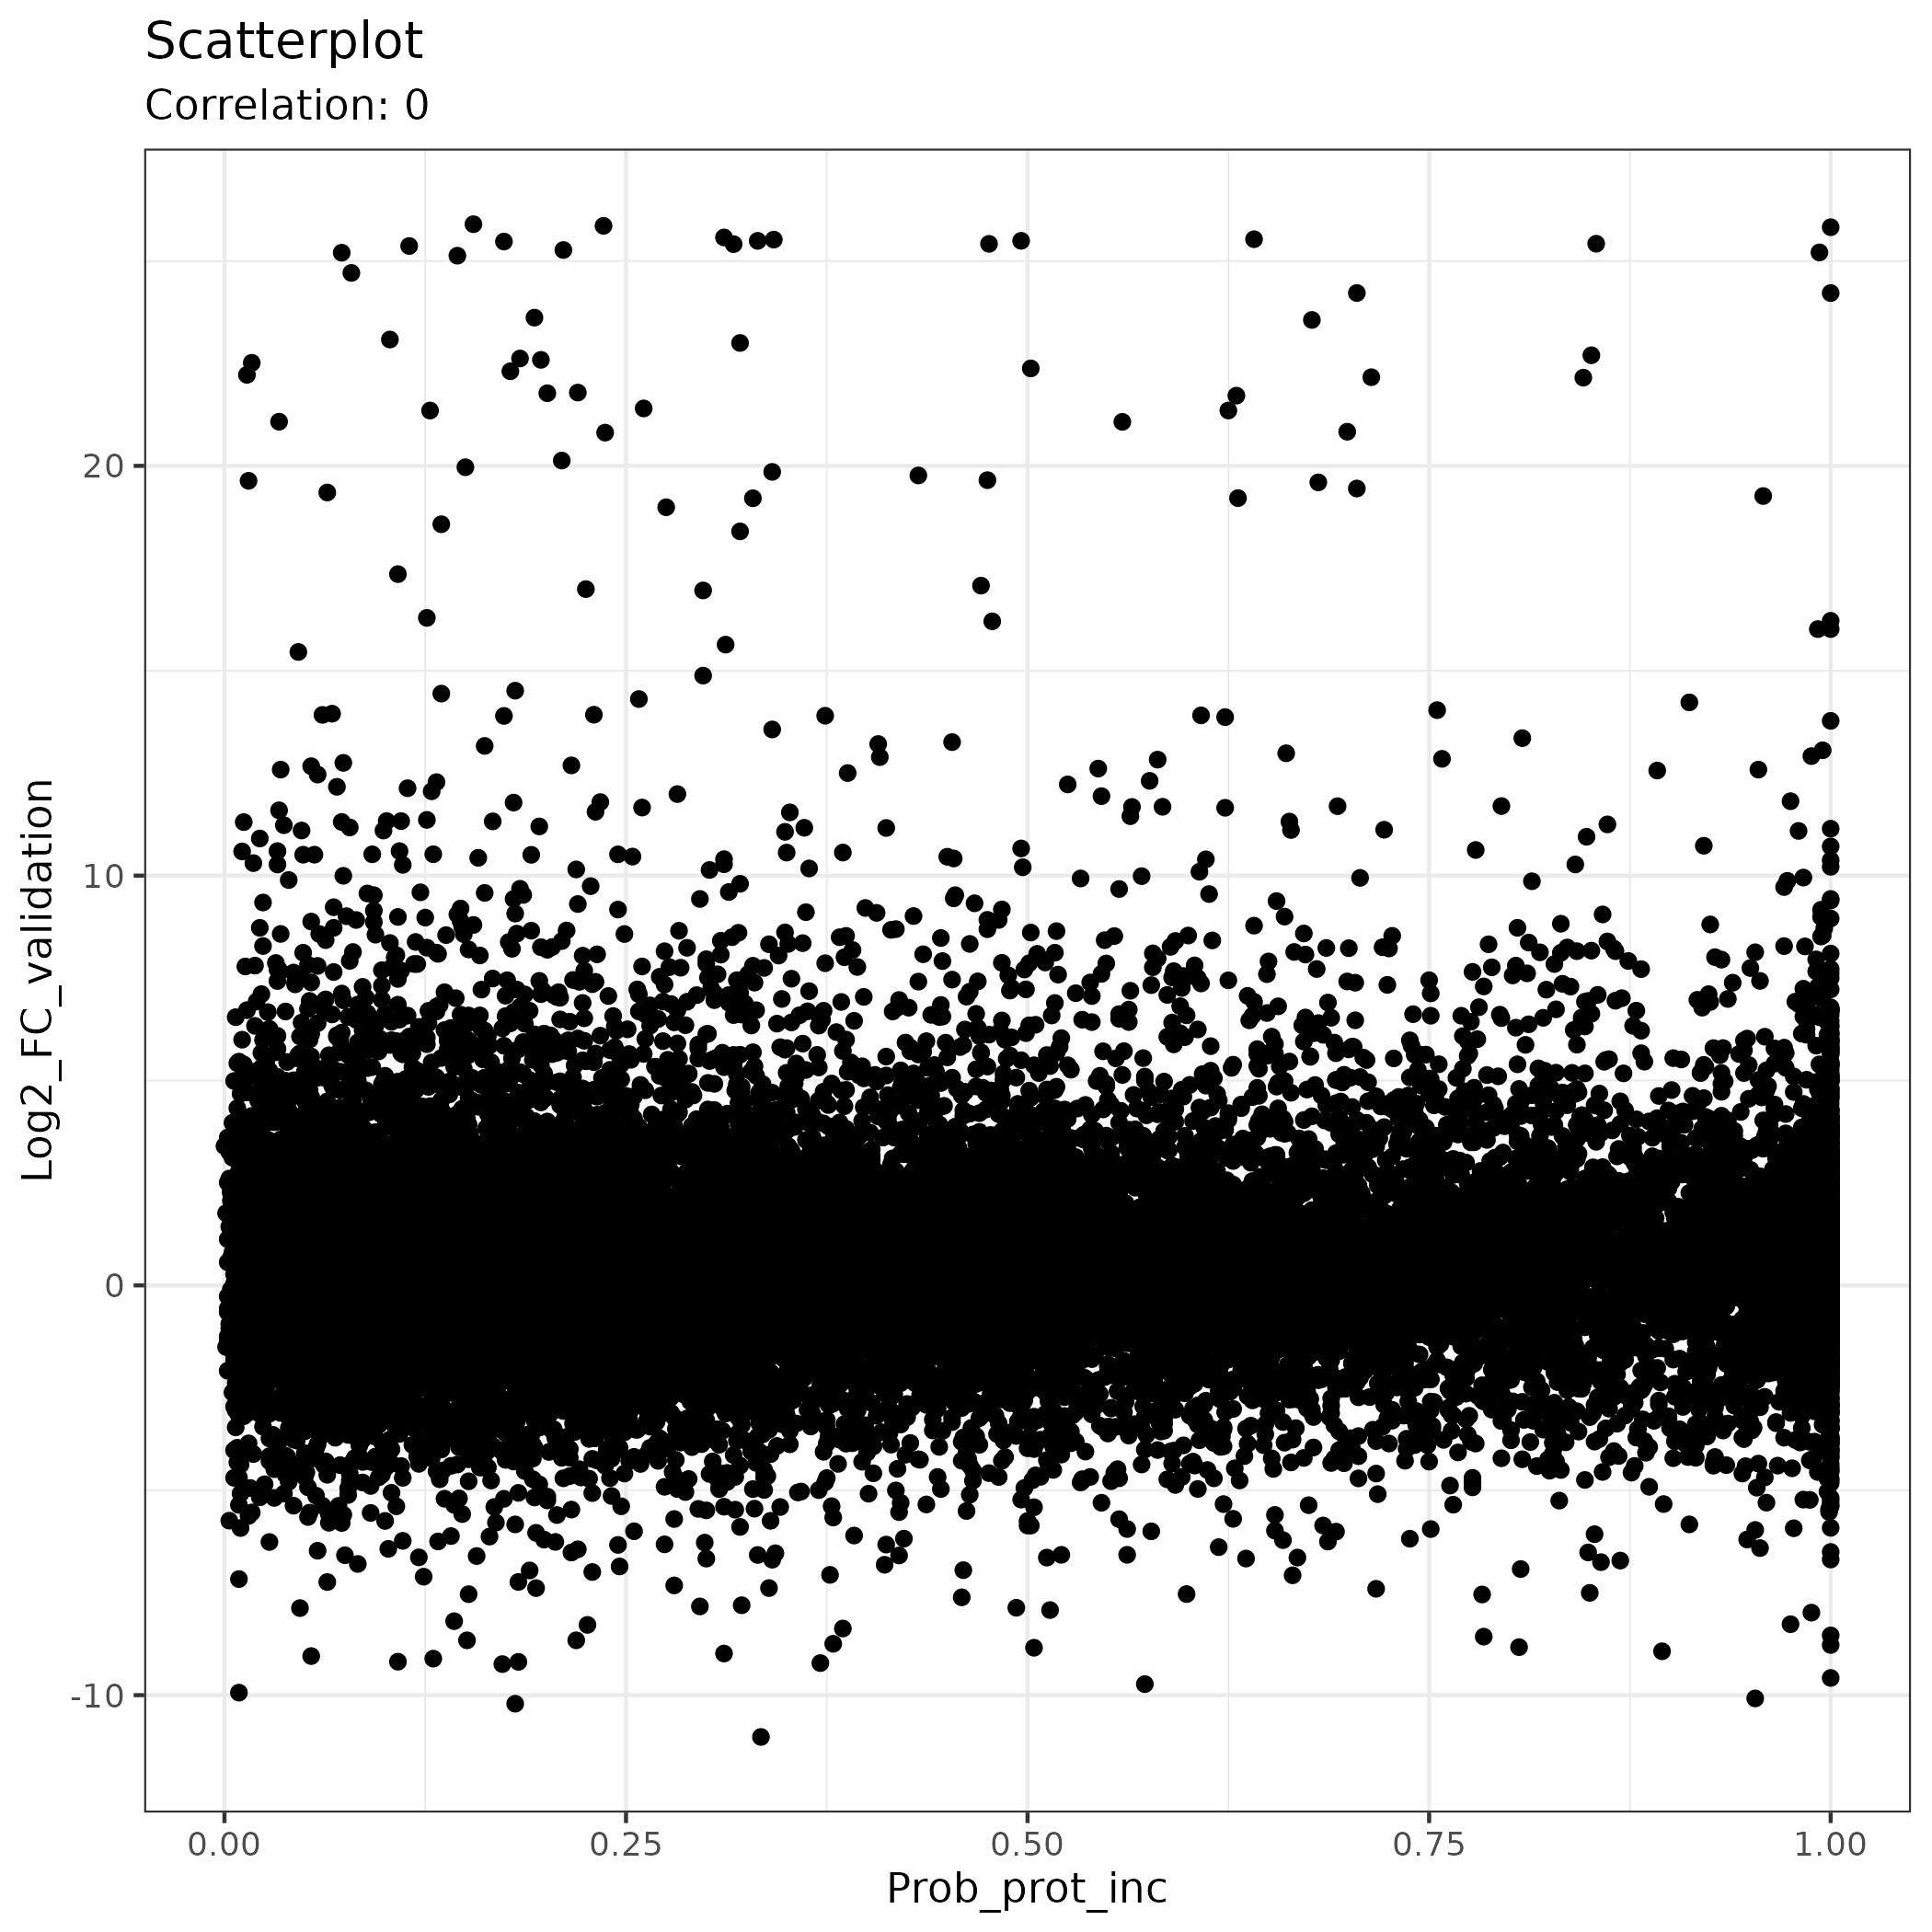 Scatterplot
Correlation: 0
Log2_FC_validation
20
10
0
-10
0.00 0.25 0.50 0.75 1.00
Prob_prot_inc